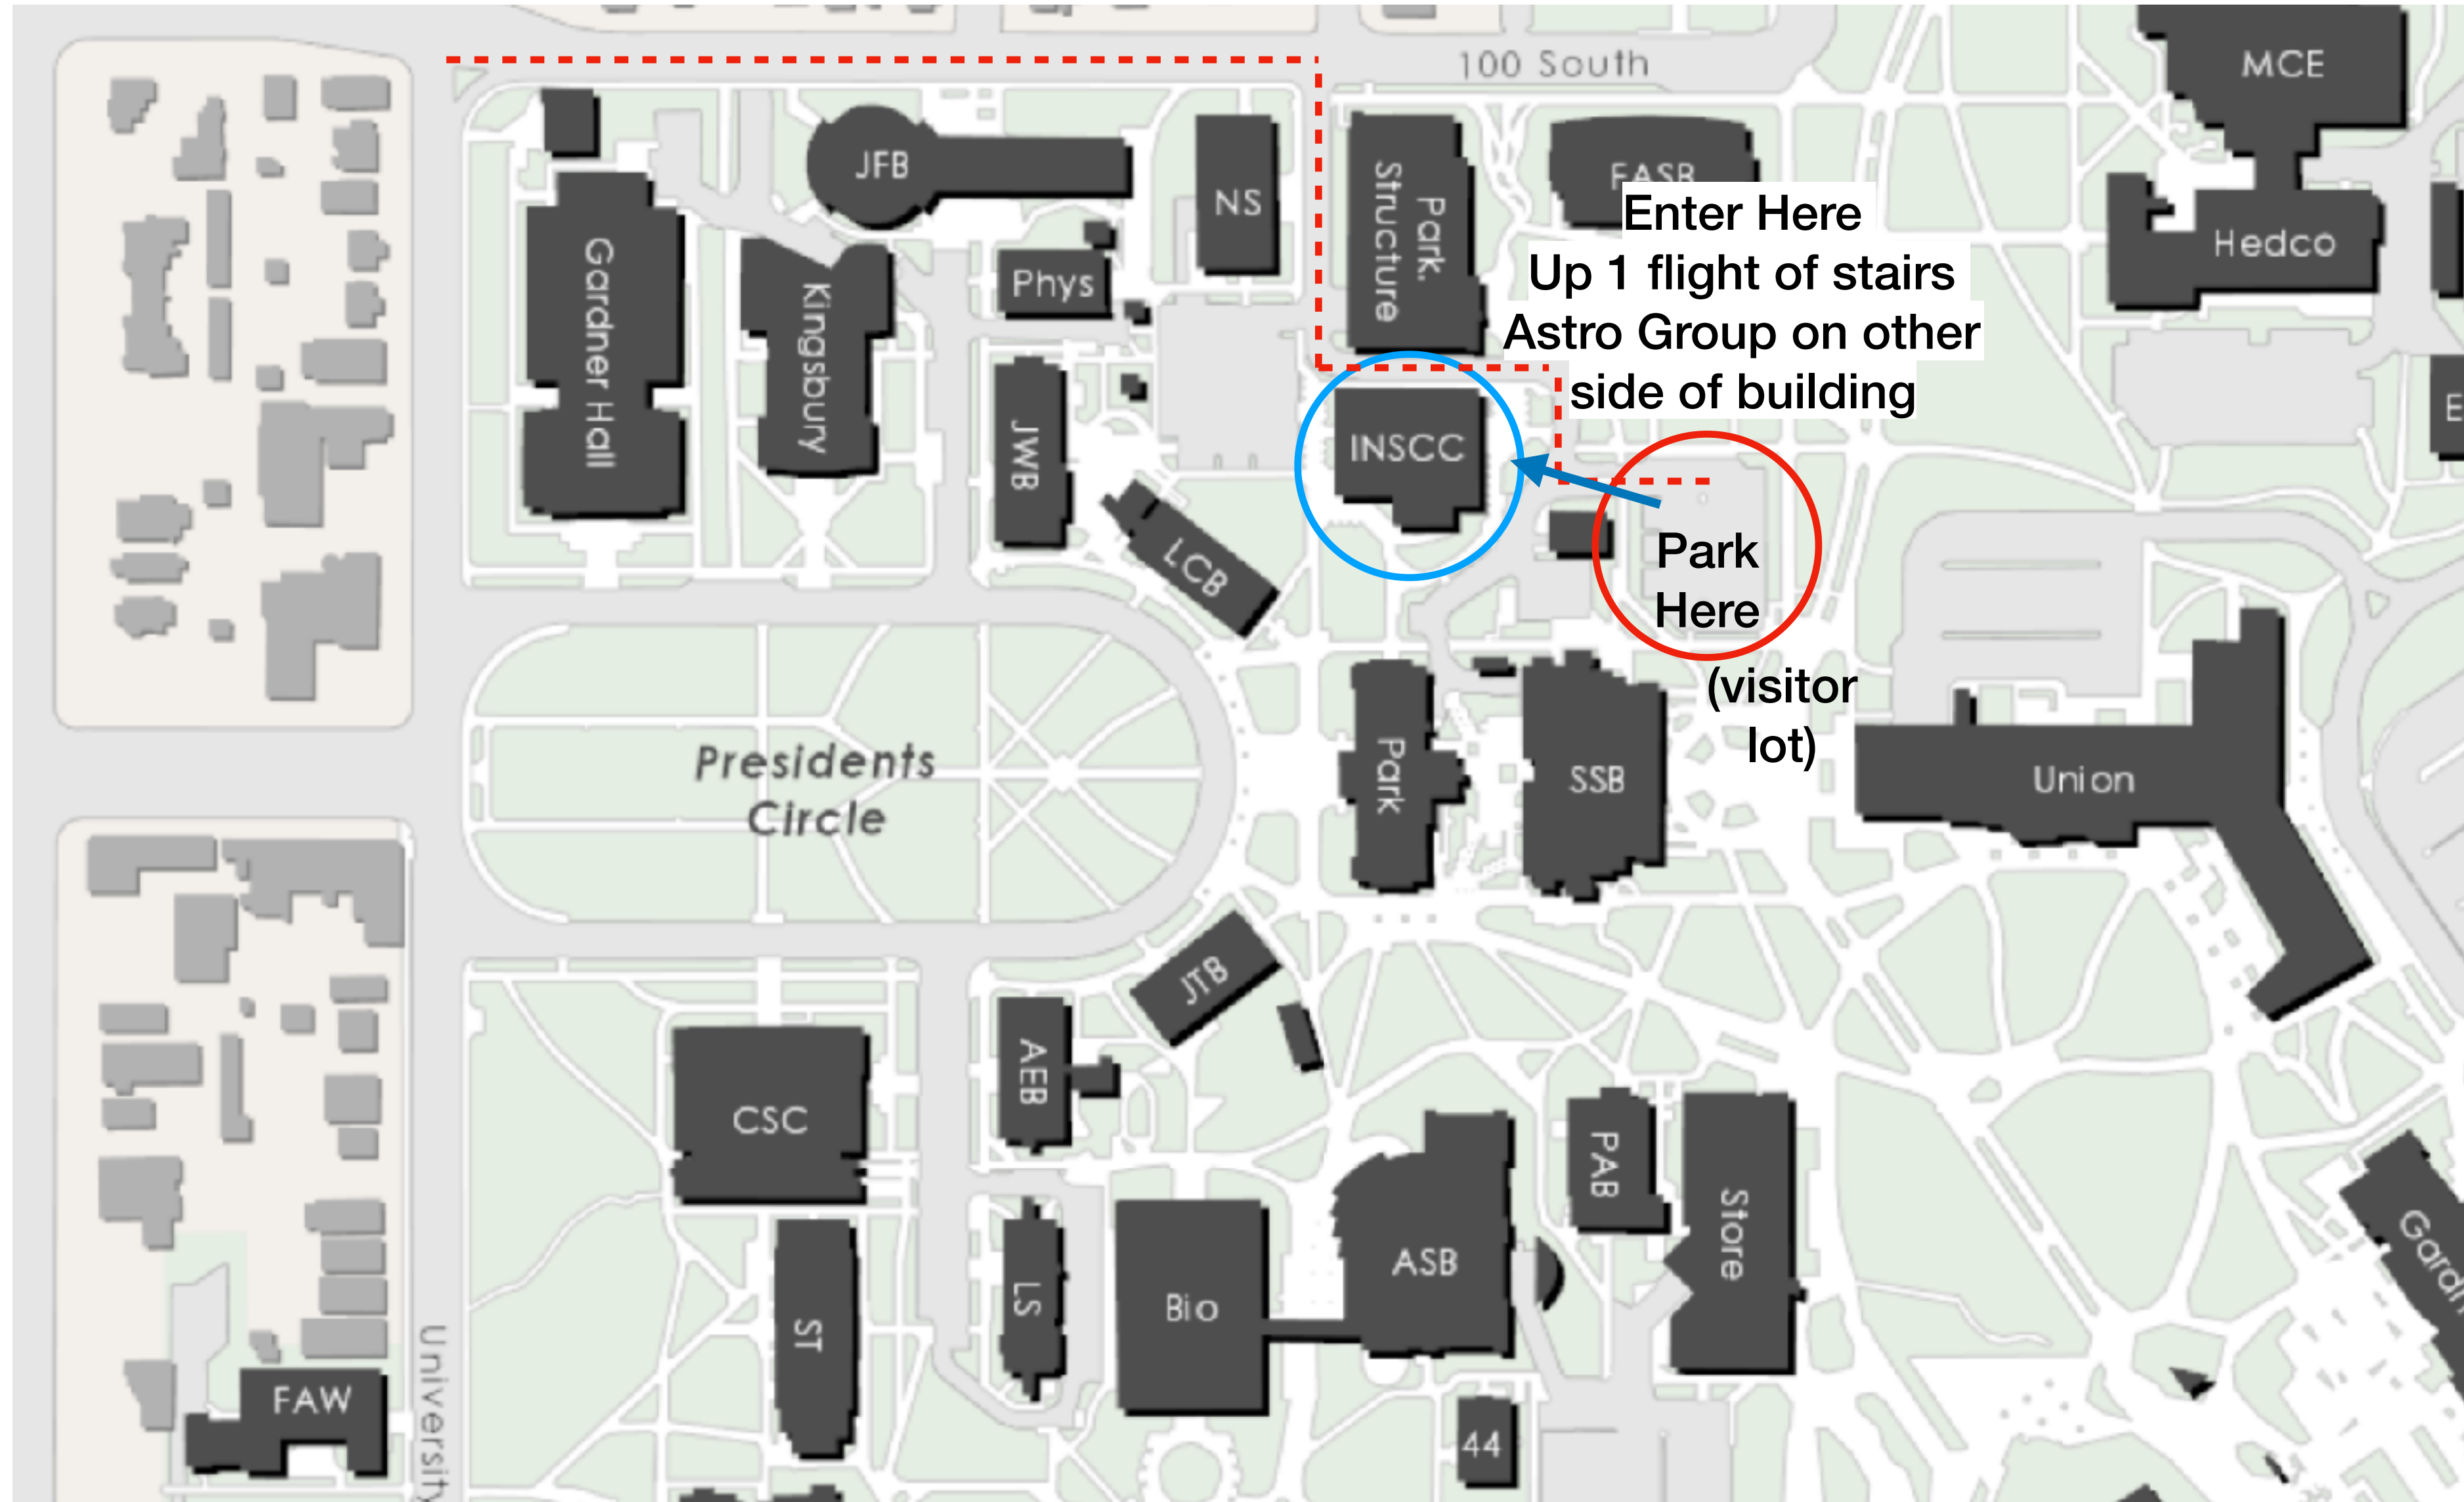 100 South
MCE
JFB
NS
Park.
Structure
FASB
Enter Here
Up 1 flight of stairs
Astro Group on other
side of building
Hedco
Gardner Hall
Kingsbury
Phys
JWB
INSCC
LCB
E
Park
Here
(visitor
lot)
Presidents
Circle
Park
SSB
Union
JTB
AEB
CSC
PAB
Store
ST
LS
Bio
ASB
Gard
FAW
University
44